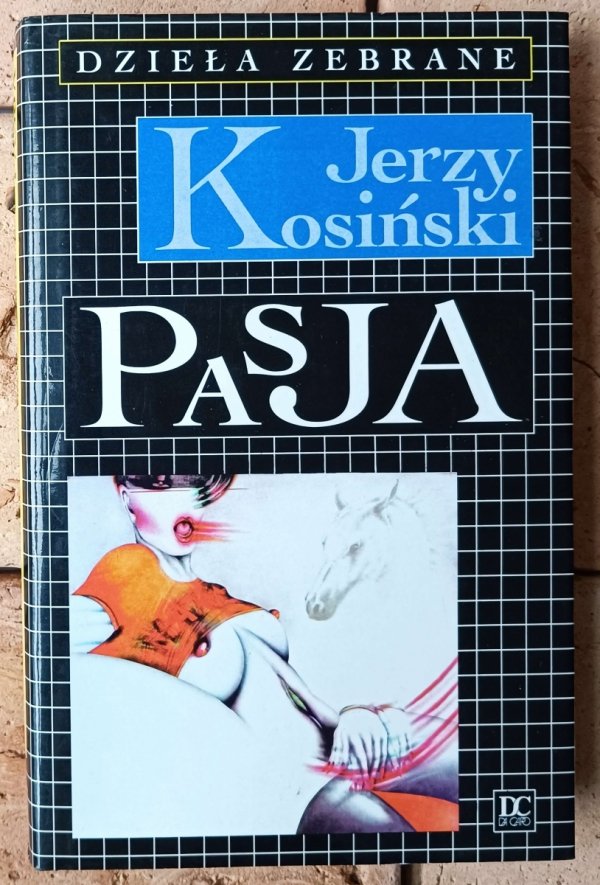 DZIEŁA ZEBRANE
Jerzy
Kosiński
PASJA
DC
DA CAPO